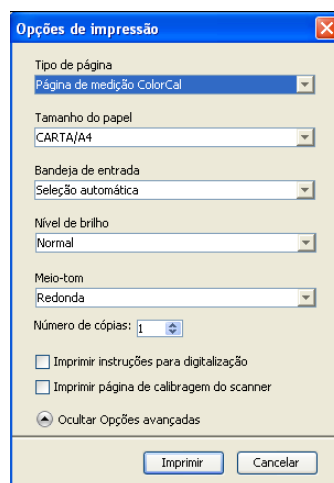 Opções de impressão
Tipo de página
Página de medição ColorCal
Tamanho do papel
CARTA/A4
Bandeja de entrada
Seleção automática
Nível de brilho
Normal
Meio-tom
Redonda
Número de cópias: 1
Imprimir instruções para digitalização
Imprimir página de calibragem do scanner
Ocultar Opções avançadas
Imprimir Cancelar